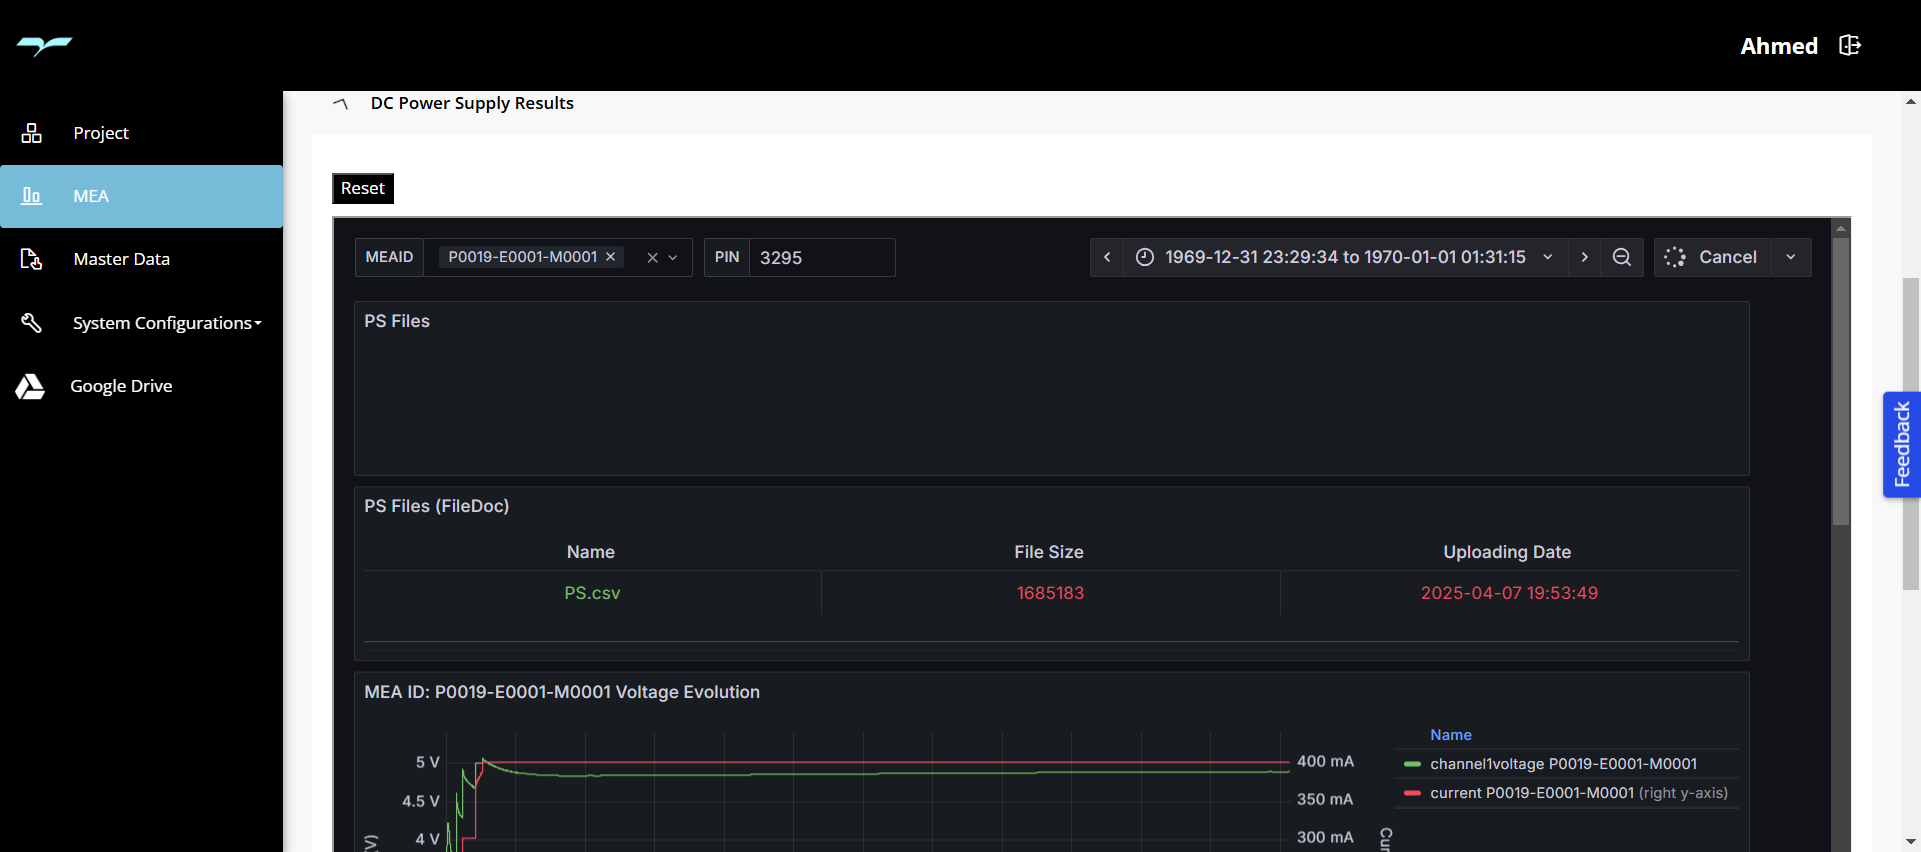 Ahmed
Project
MEA
Master Data
System Configurations
Google Drive
DC Power Supply Results
Reset
MEAID P0019-E0001-M0001 PIN 3295 1969-12-31 23:29:34 to 1970-01-01 01:31:15 Cancel
PS Files
PS Files (FileDoc)
Name File Size Uploading Date
PS.csv 1685183 2025-04-07 19:53:49
MEA ID: P0019-E0001-M0001 Voltage Evolution
5 V
4.5 V
4 V
400 mA
350 mA
300 mA
Name
channel1voltage P0019-E0001-M0001
current P0019-E0001-M0001 (right y-axis)
Feedback